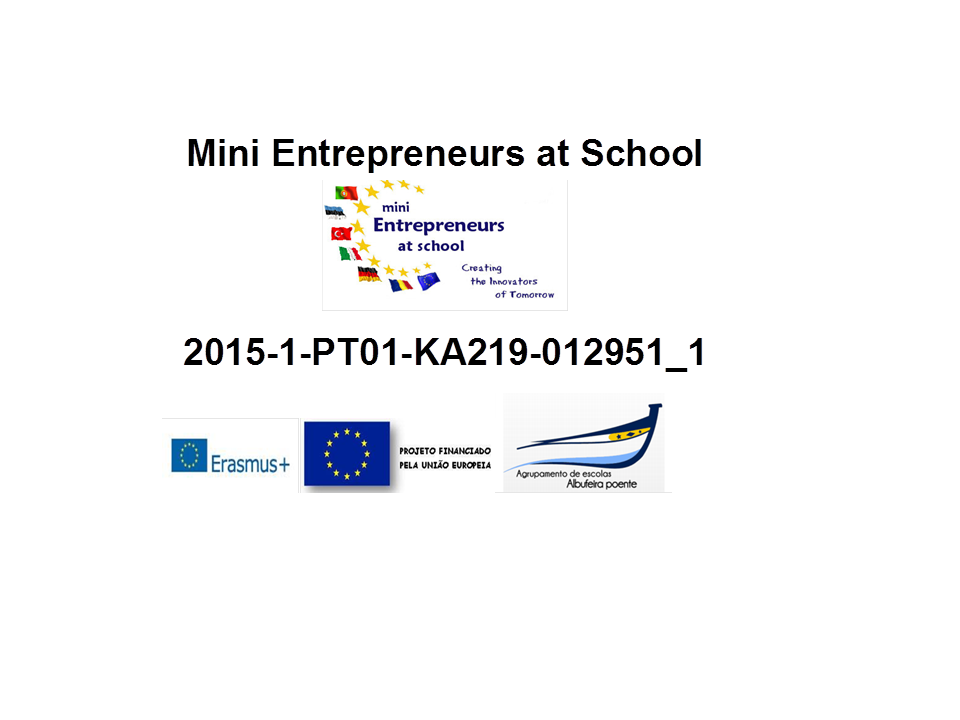 Mini Entrepreneurs at School
mini
Entrepreneurs
at school
Creating
the Innovators
of Tomorrow
2015-1-PT01-KA219-012951_1
Erasmus+
PROJETO FINANCIADO
PELA UNIÃO EUROPEIA
Agrupamento de escolas
Albufeira poente